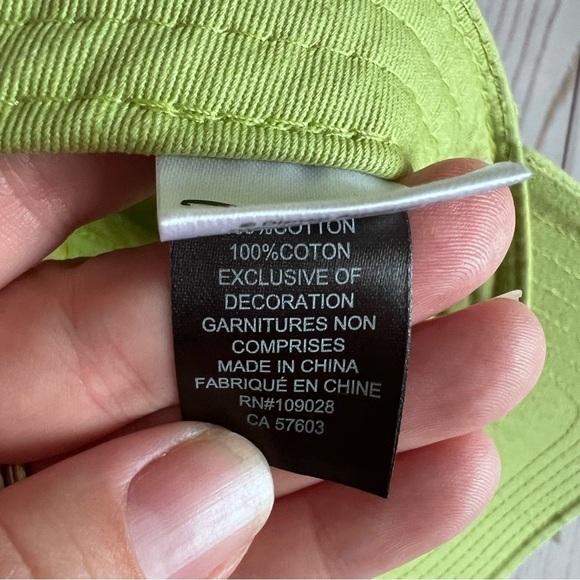 100%COTTON
100%COTON
EXCLUSIVE OF
DECORATION
GARNITURES NON
COMPRISES
MADE IN CHINA
FABRIQUÉ EN CHINE
RN#109028
CA 57603